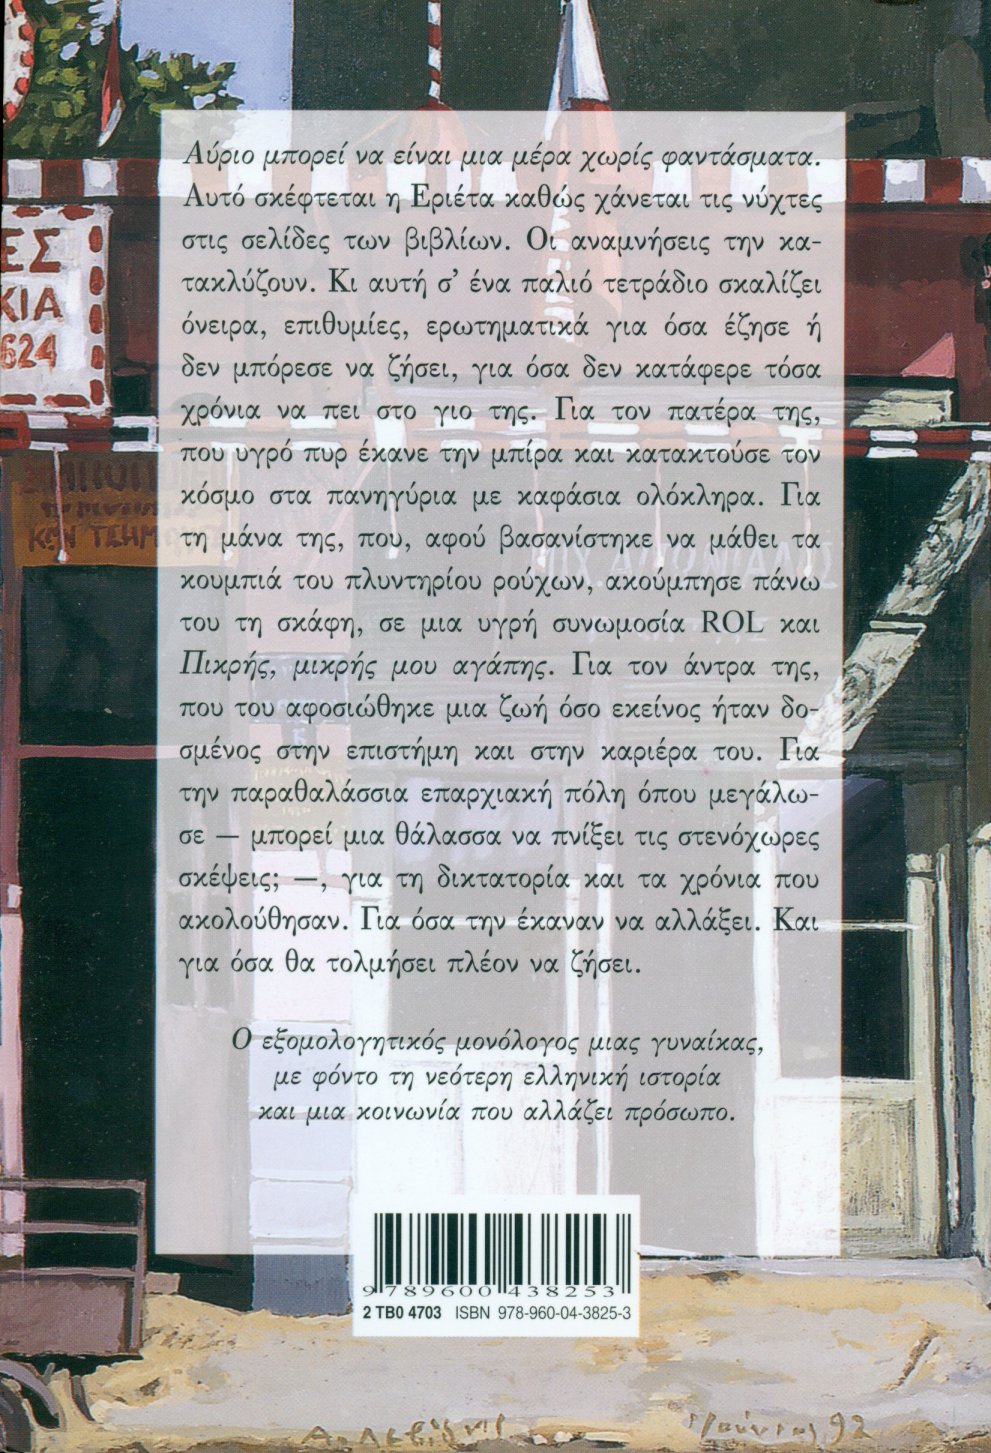 Αύριο μπορεί να είναι μια μέρα χωρίς φαντάσματα.
Αυτό σκέφτεται η Εριέτα καθώς χάνεται τις νύχτες
στις σελίδες των βιβλίων. Οι αναμνήσεις την κα-
τακλύζουν. Κι αυτή σ’ ένα παλιό τετράδιο σκαλίζει
όνειρα, επιθυμίες, ερωτηματικά για όσα έζησε ή
δεν μπόρεσε να ζήσει, για όσα δεν κατάφερε τόσα
χρόνια να πει στο γιο της. Για τον πατέρα της,
που υγρό πυρ έκανε την μπίρα και κατακτούσε τον
κόσμο στα πανηγύρια με καφάσια ολόκληρα. Για
τη μάνα της, που, αφού βασανίστηκε να μάθει τα
κουμπιά του πλυντηρίου ρούχων, ακούμπησε πάνω
του τη σκάφη, σε μια υγρή συνωμοσία ROL και
Πικρής, μικρής μου αγάπης. Για τον άντρα της,
που του αφοσιώθηκε μια ζωή όσο εκείνος ήταν δο-
σμένος στην επιστήμη και στην καριέρα του. Για
την παραθαλάσσια επαρχιακή πόλη όπου μεγάλω-
σε — μπορεί μια θάλασσα να πνίξει τις στενόχωρες
σκέψεις; —, για τη δικτατορία και τα χρόνια που
ακολούθησαν. Για όσα την έκαναν να αλλάξει. Και
για όσα θα τολμήσει πλέον να ζήσει.
Ο εξομολογητικός μονόλογος μιας γυναίκας,
με φόντο τη νεότερη ελληνική ιστορία
και μια κοινωνία που αλλάζει πρόσωπο.
ΕΣ
ΚΙΑ
624
9 789600 438253
2 ΤΒ0 4703 ISBN 978-960-04-3825-3
92